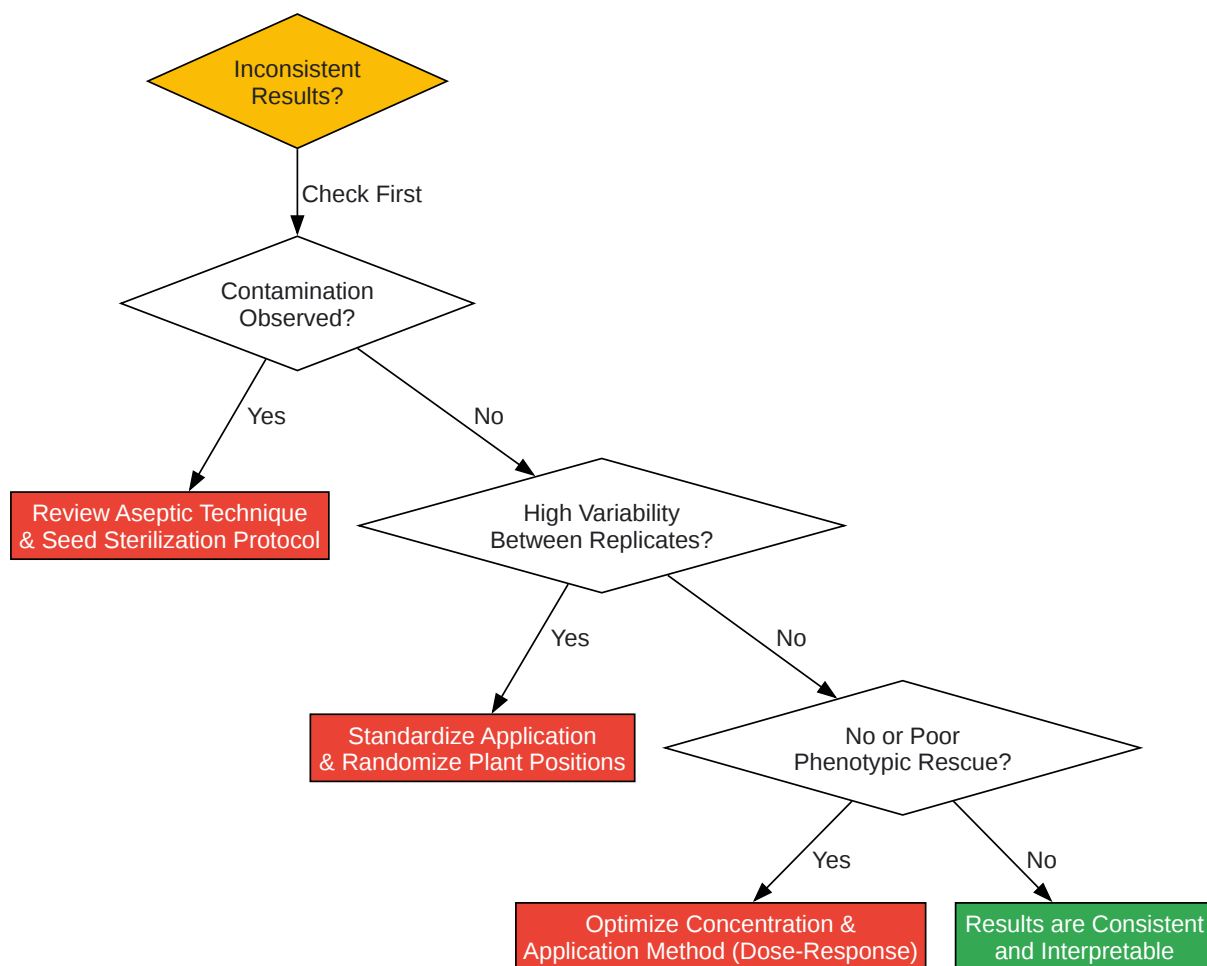 Inconsistent
Results?
Check First
Contamination
Observed?
Yes
No
Review Aseptic Technique
& Seed Sterilization Protocol
High Variability
Between Replicates?
Yes
No
Standardize Application
& Randomize Plant Positions
No or Poor
Phenotypic Rescue?
Yes
No
Optimize Concentration &
Application Method (Dose-Response)
Results are Consistent
and Interpretable